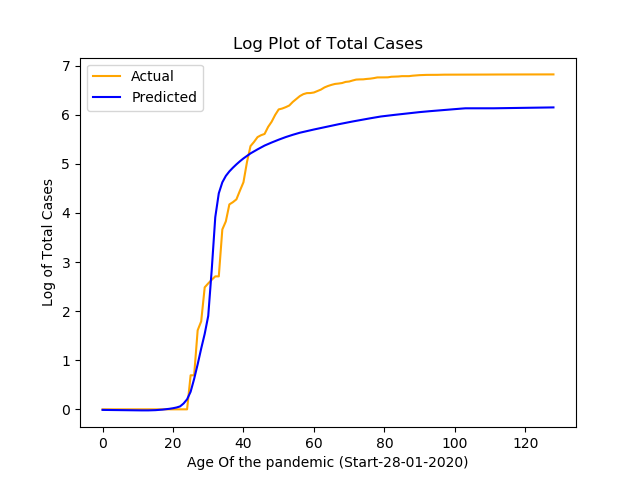 Log Plot of Total Cases
Actual
Predicted
Log of Total Cases
7
6
5
4
3
2
1
0
0 20 40 60 80 100 120
Age Of the pandemic (Start-28-01-2020)